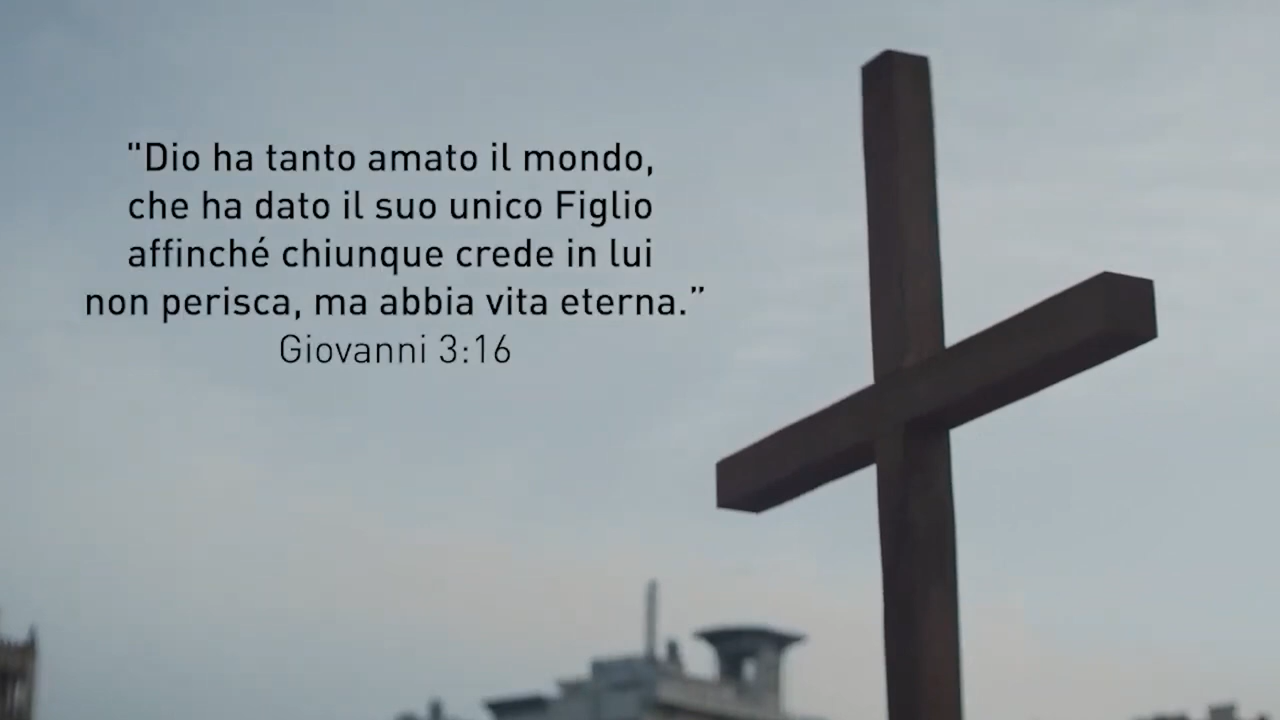 "Dio ha tanto amato il mondo,
che ha dato il suo unico Figlio
affinché chiunque crede in lui
non perisca, ma abbia vita eterna.”
Giovanni 3:16